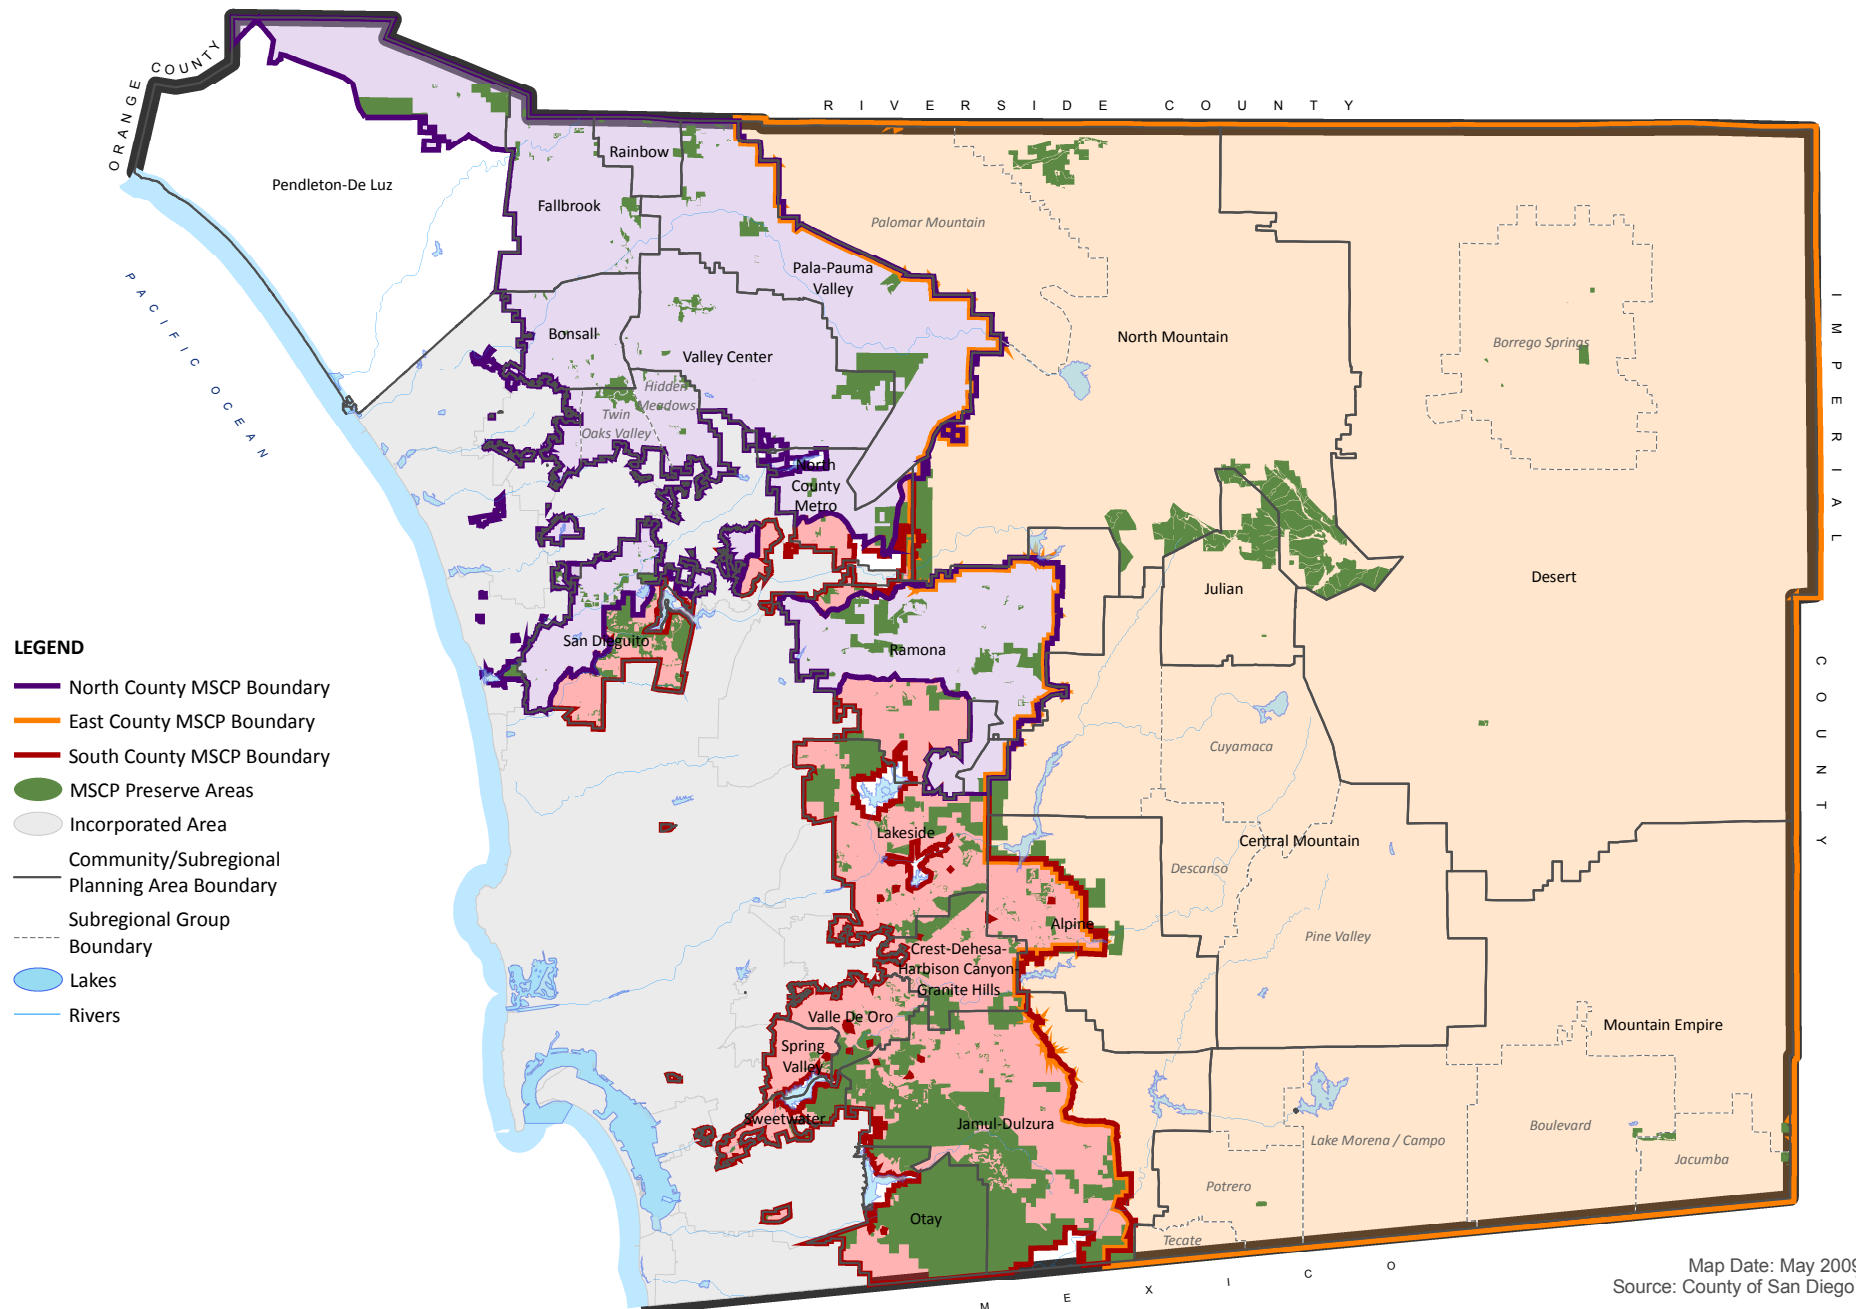 ORANGE COUNTY
RIVERSIDE COUNTY
Rainbow
Pendleton-De Luz
Fallbrook
Palomar Mountain
PACIFIC OCEAN
Pala-Pauma
Valley
IMPERIAL
Bonsall
North Mountain
Borrego Springs
Valley Center
Hidden
Meadows
Twin
Oaks Valley
North
County
Metro
Desert
Julian
San Dieguito
Ramona
COUNTY
LEGEND
North County MSCP Boundary
East County MSCP Boundary
South County MSCP Boundary
MSCP Preserve Areas
Incorporated Area
Community/Subregional
Planning Area Boundary
Subregional Group
Boundary
Lakes
Rivers
Cuyamaca
Lakeside
Central Mountain
Descanso
Alpine
Pine Valley
Crest-Dehesa-
Harbison Canyon-
Granite Hills
Valle De Oro
Mountain Empire
Spring
Valley
Sweetwater
Jamul-Dulzura
Lake Morena / Campo
Boulevard
Jacumba
Potrero
Otay
Tecate
MEXICO
Map Date: May 2009
Source: County of San Diego